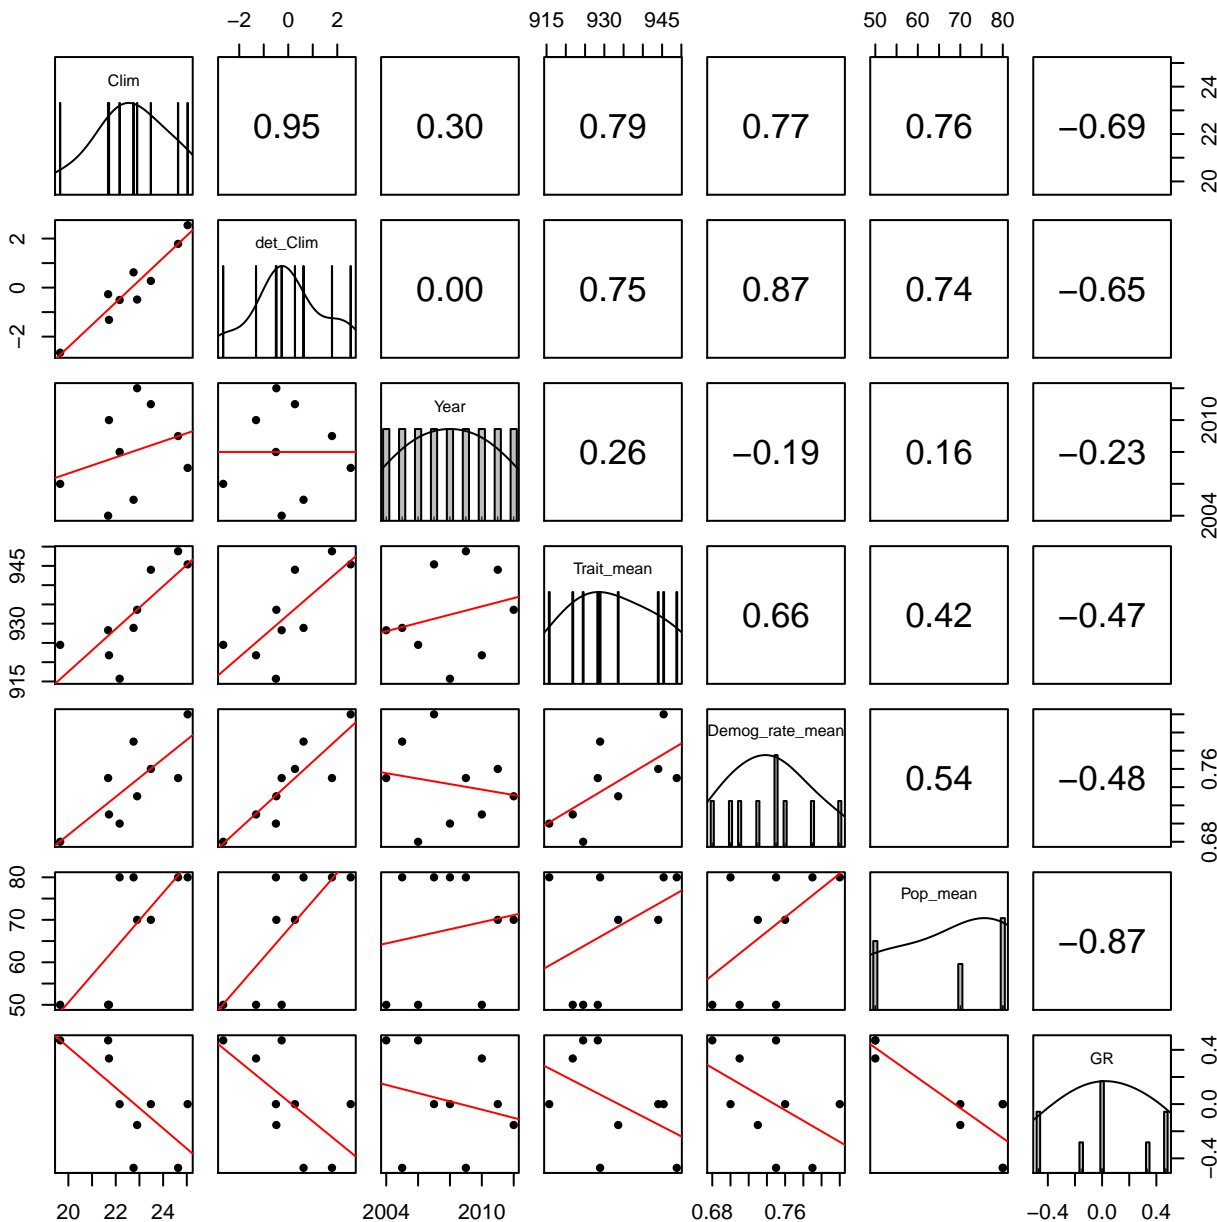 −2 0 2 915 930 945 50 60 70 80
Clim 0.95 0.30 0.79 0.77 0.76 −0.69 20 22 24
−2 0 2 det_Clim 0.00 0.75 0.87 0.74 −0.65
Year 0.26 −0.19 0.16 −0.23 2004 2010
915 930 945 Trait_mean 0.66 0.42 −0.47
Demog_rate_mean 0.54 −0.48 0.68 0.76
50 60 70 80 Pop_mean −0.87
GR −0.4 0.0 0.4
20 22 24 2004 2010 0.68 0.76 −0.4 0.0 0.4